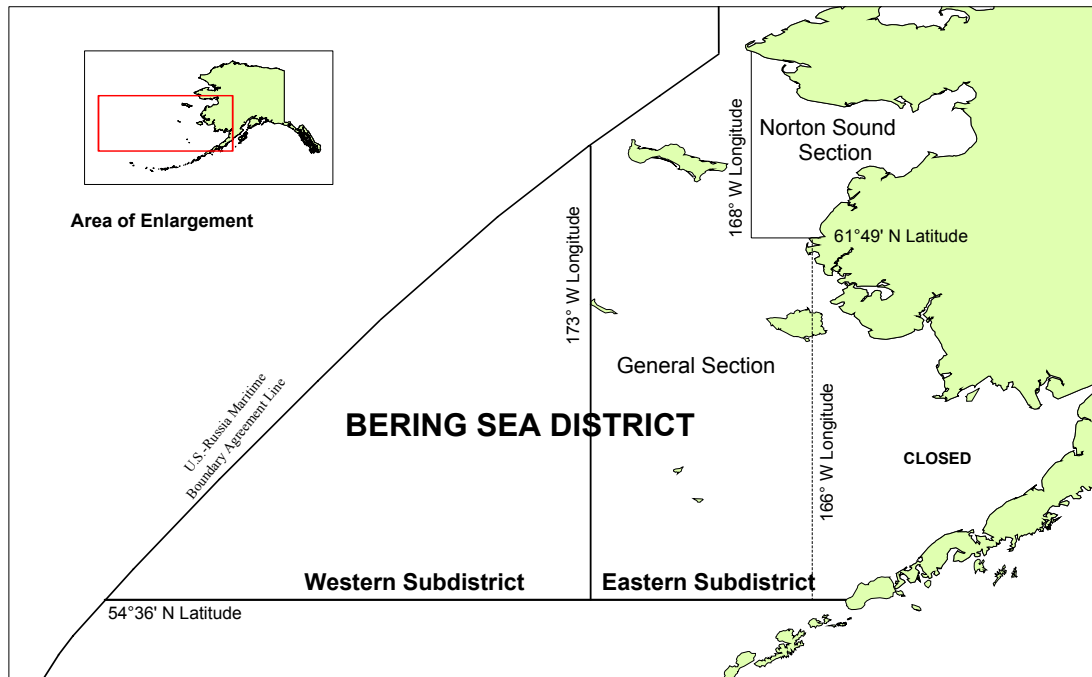 Area of Enlargement
Norton Sound
Section
168° W Longitude
61°49' N Latitude
173° W Longitude
General Section
U.S.-Russia Maritime
Boundary Agreement Line
BERING SEA DISTRICT
CLOSED
166° W Longitude
Western Subdistrict
Eastern Subdistrict
54°36' N Latitude